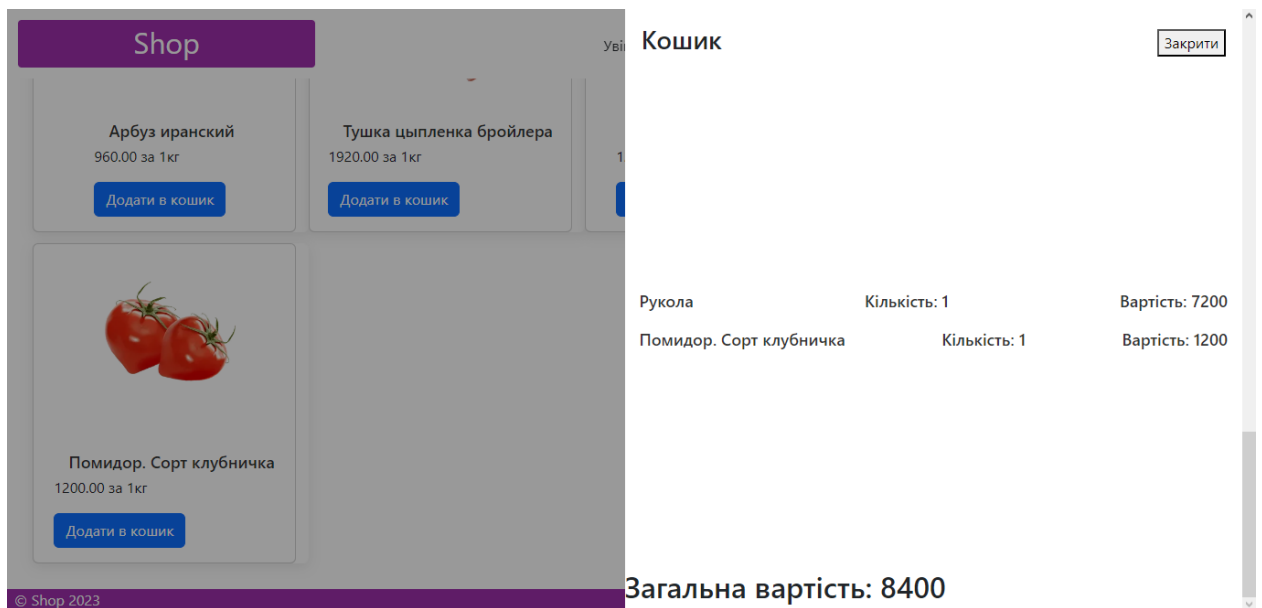 Shop
Уві
Арбуз иранский
960.00 за 1кг
Додати в кошик
Тушка цыпленка бройлера
1920.00 за 1кг
Додати в кошик
1
Помидор. Сорт клубничка
1200.00 за 1кг
Додати в кошик
© Shop 2023
Кошик
Закрити
Рукола Кількість: 1 Вартість: 7200
Помидор. Сорт клубничка Кількість: 1 Вартість: 1200
Загальна вартість: 8400